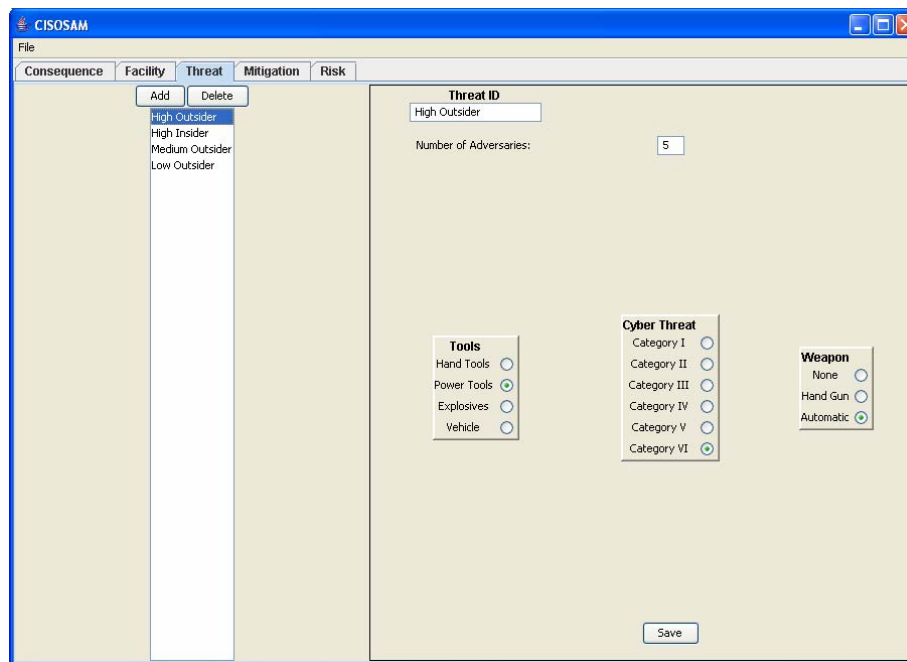 CISOSAM
File
Consequence Facility Threat Mitigation Risk
Add Delete
High Outsider
High Insider
Medium Outsider
Low Outsider
Threat ID
High Outsider
Number of Adversaries: 5
Tools
Hand Tools
Power Tools
Explosives
Vehicle
Cyber Threat
Category I
Category II
Category III
Category IV
Category V
Category VI
Weapon
None
Hand Gun
Automatic
Save